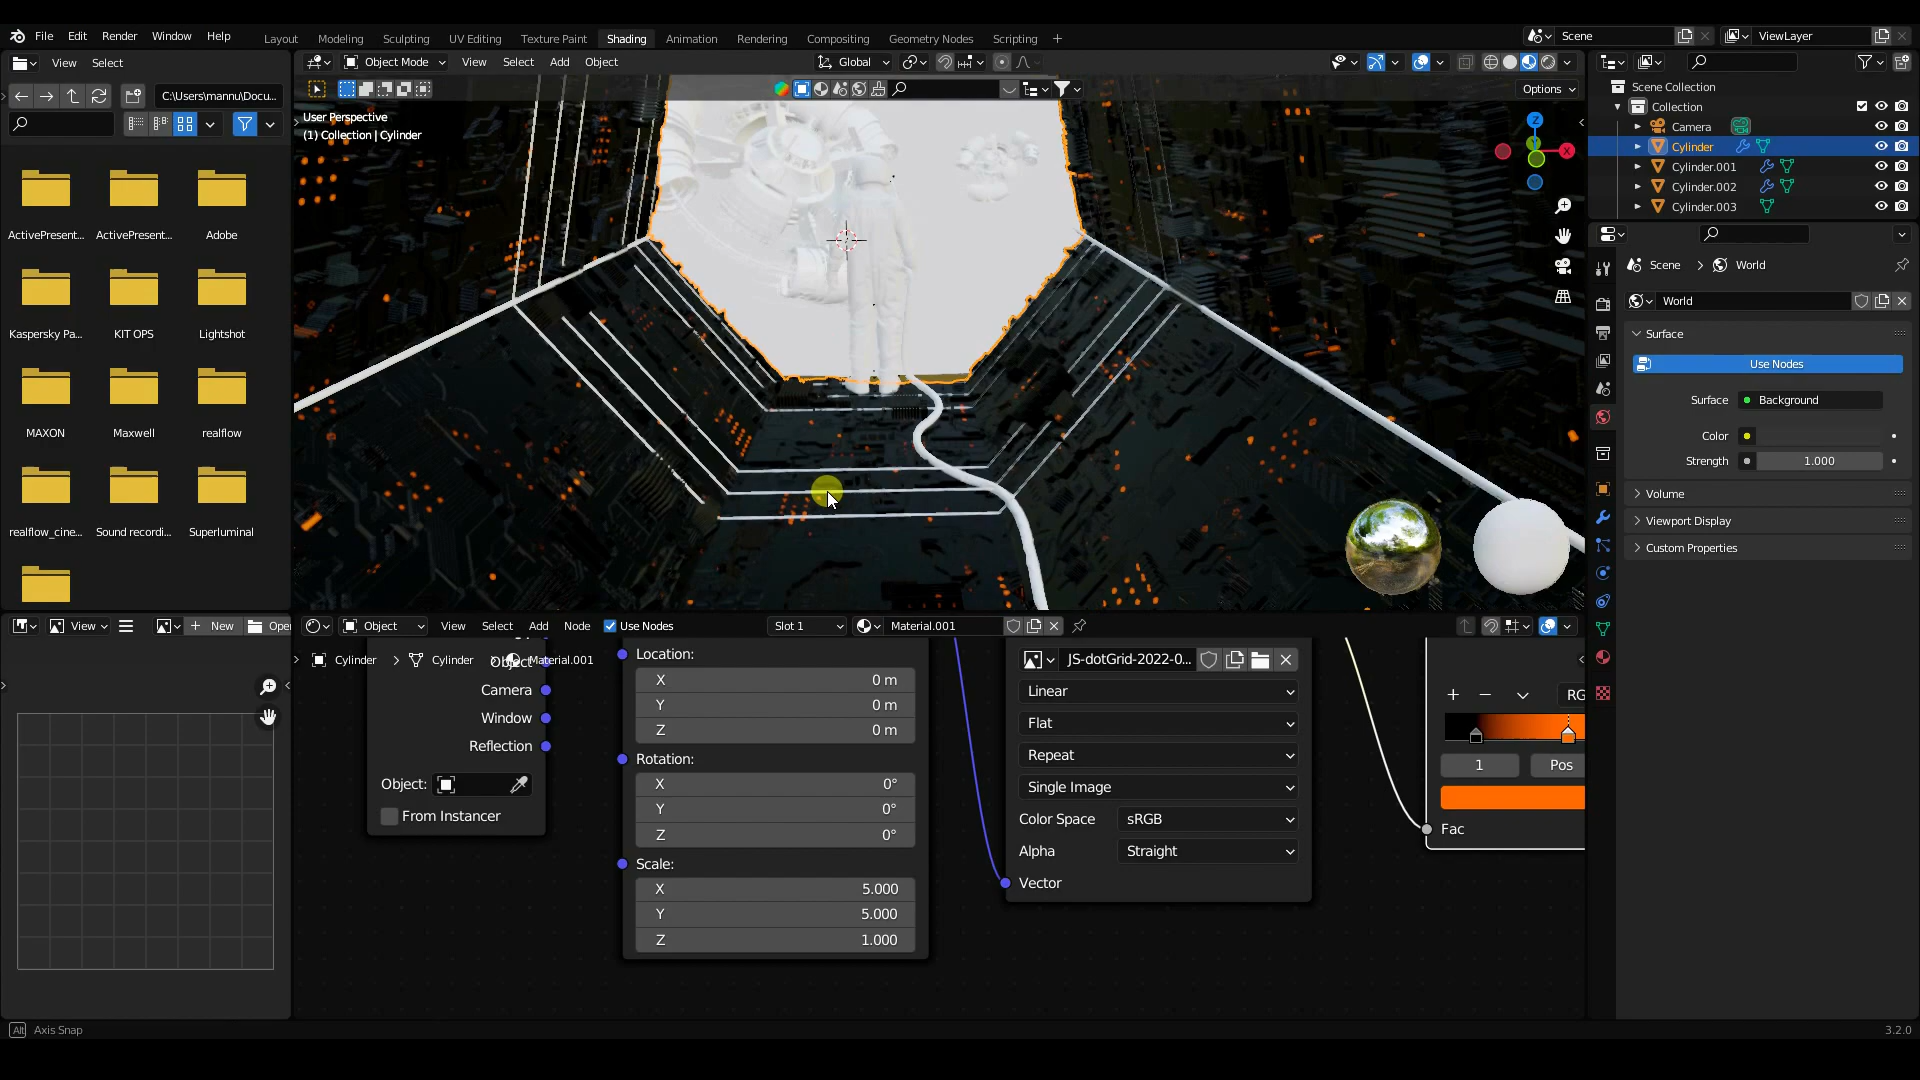 File Edit Render Window Help
Layout Modeling Sculpting UV Editing Texture Paint Shading Animation Rendering Compositing Geometry Nodes Scripting
Scene
ViewLayer
View Select
C:\Users\mannu\Docu...
ActivePresent... ActivePresent... Adobe
Kaspersky Pa... KIT OPS Lightshot
MAXON Maxwell realflow
realflow_cine... Sound recordi... Superluminal
Object Mode View Select Add Object
Global
Options
User Perspective
(1) Collection | Cylinder
Z
X
Scene Collection
Collection
Camera
Cylinder
Cylinder.001
Cylinder.002
Cylinder.003
Scene > World
World
Surface
Use Nodes
Surface Background
Color
Strength 1.000
Volume
Viewport Display
Custom Properties
View
New
Open
Object View Select Add Node Use Nodes
Slot 1
Material.001
Cylinder > Cylinder > Material.001
Object
Camera
Window
Reflection
Object:
From Instancer
Location:
X 0 m
Y 0 m
Z 0 m
Rotation:
X 0°
Y 0°
Z 0°
Scale:
X 5.000
Y 5.000
Z 1.000
JS-dotGrid-2022-0...
Linear
Flat
Repeat
Single Image
Color Space sRGB
Alpha Straight
Vector
RG
1 Pos
Fac
Alt Axis Snap
3.2.0